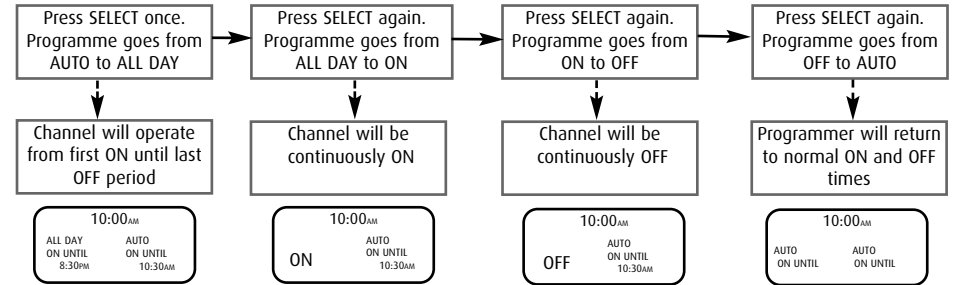 Press SELECT once.
Programme goes from
AUTO to ALL DAY
Press SELECT again.
Programme goes from
ALL DAY to ON
Press SELECT again.
Programme goes from
ON to OFF
Press SELECT again.
Programme goes from
OFF to AUTO
Channel will operate
from first ON until last
OFF period
Channel will be
continuously ON
Channel will be
continuously OFF
Programmer will return
to normal ON and OFF
times
10:00AM
ALL DAY
ON UNTIL
8:30PM
AUTO
ON UNTIL
10:30AM
10:00AM
ON
AUTO
ON UNTIL
10:30AM
10:00AM
OFF
AUTO
ON UNTIL
10:30AM
10:00AM
AUTO
ON UNTIL
AUTO
ON UNTIL